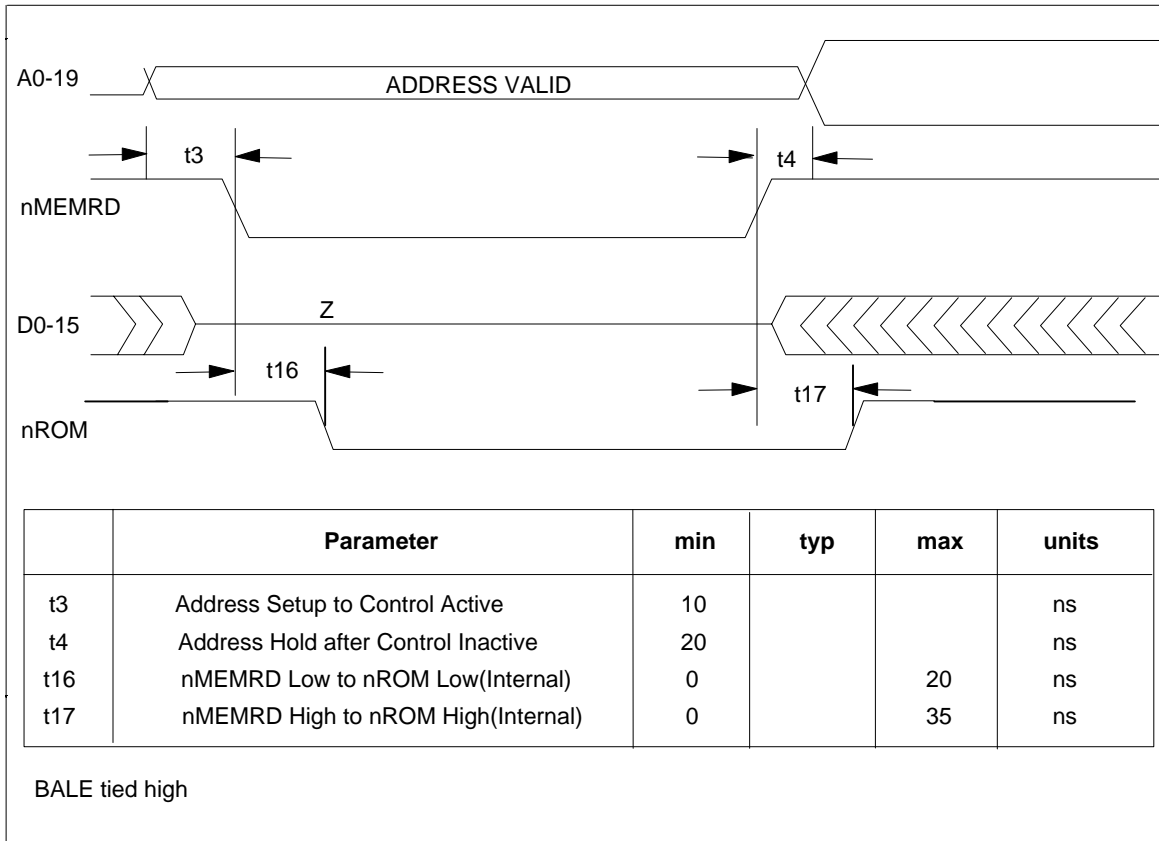 A0-19
ADDRESS VALID
t3
t4
nMEMRD
Z
D0-15
t16
t17
nROM
Parameter min typ max units
t3 Address Setup to Control Active 10 ns
t4 Address Hold after Control Inactive 20 ns
t16 nMEMRD Low to nROM Low(Internal) 0 20 ns
t17 nMEMRD High to nROM High(Internal) 0 35 ns
BALE tied high